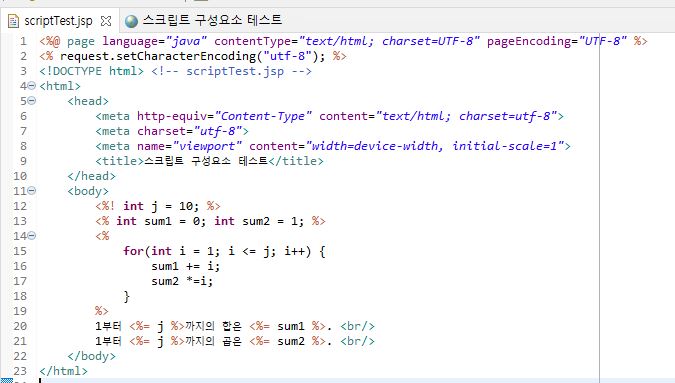 scriptTest.jsp 스크립트 구성요소 테스트
1 <%@ page language="java" contentType="text/html; charset=UTF-8" pageEncoding="UTF-8" %>
2 <% request.setCharacterEncoding("utf-8"); %>
3 <!DOCTYPE html> <!-- scriptTest.jsp -->
4 <html>
5 <head>
6 <meta http-equiv="Content-Type" content="text/html; charset=utf-8">
7 <meta charset="utf-8">
8 <meta name="viewport" content="width=device-width, initial-scale=1">
9 <title>스크립트 구성요소 테스트</title>
10 </head>
11 <body>
12 <%! int j = 10; %>
13 <% int sum1 = 0; int sum2 = 1; %>
14 <%
15 for(int i = 1; i <= j; i++) {
16 sum1 += i;
17 sum2 *=i;
18 }
19 %>
20 1부터 <%= j %>까지의 합은 <%= sum1 %>. <br/>
21 1부터 <%= j %>까지의 곱은 <%= sum2 %>. <br/>
22 </body>
23 </html>